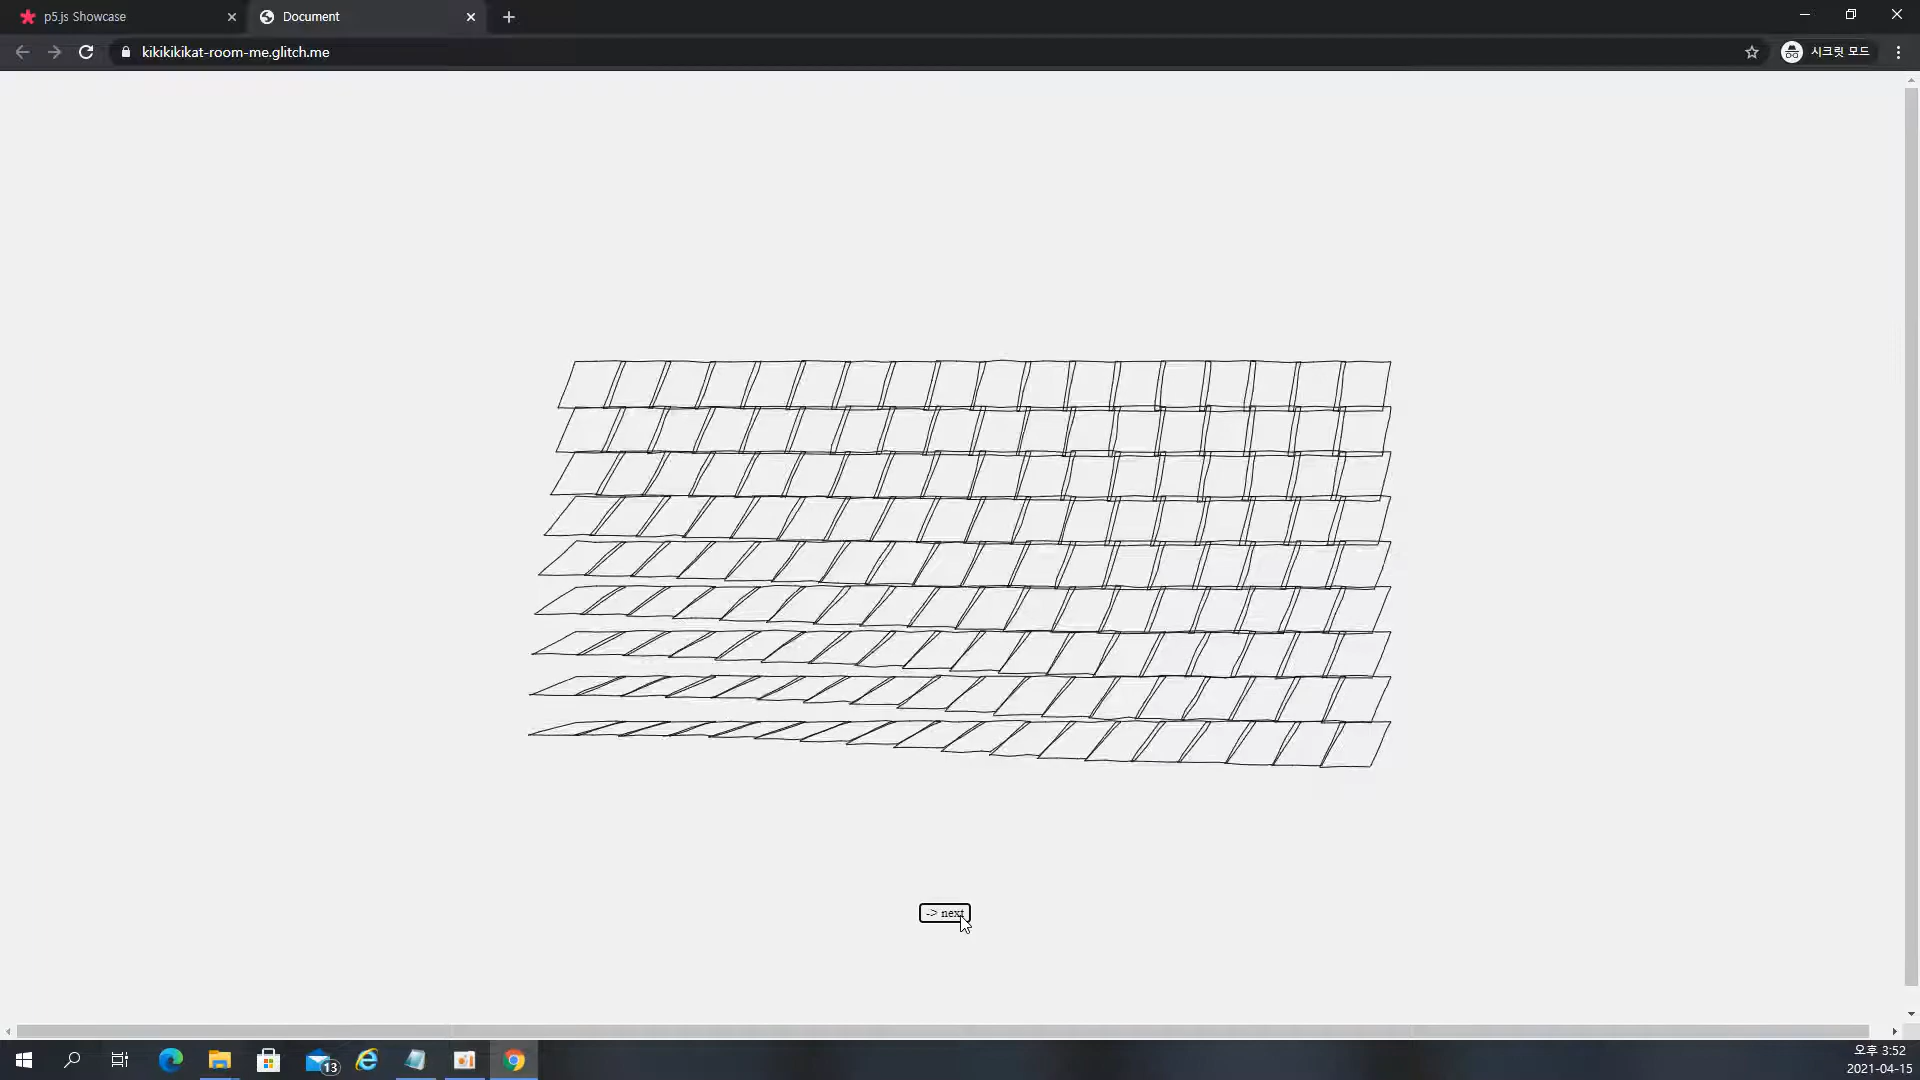 p5.js Showcase
Document
kikikikikat-room-me.glitch.me
시크릿 모드
-> next
13
오후 3:52
2021-04-15